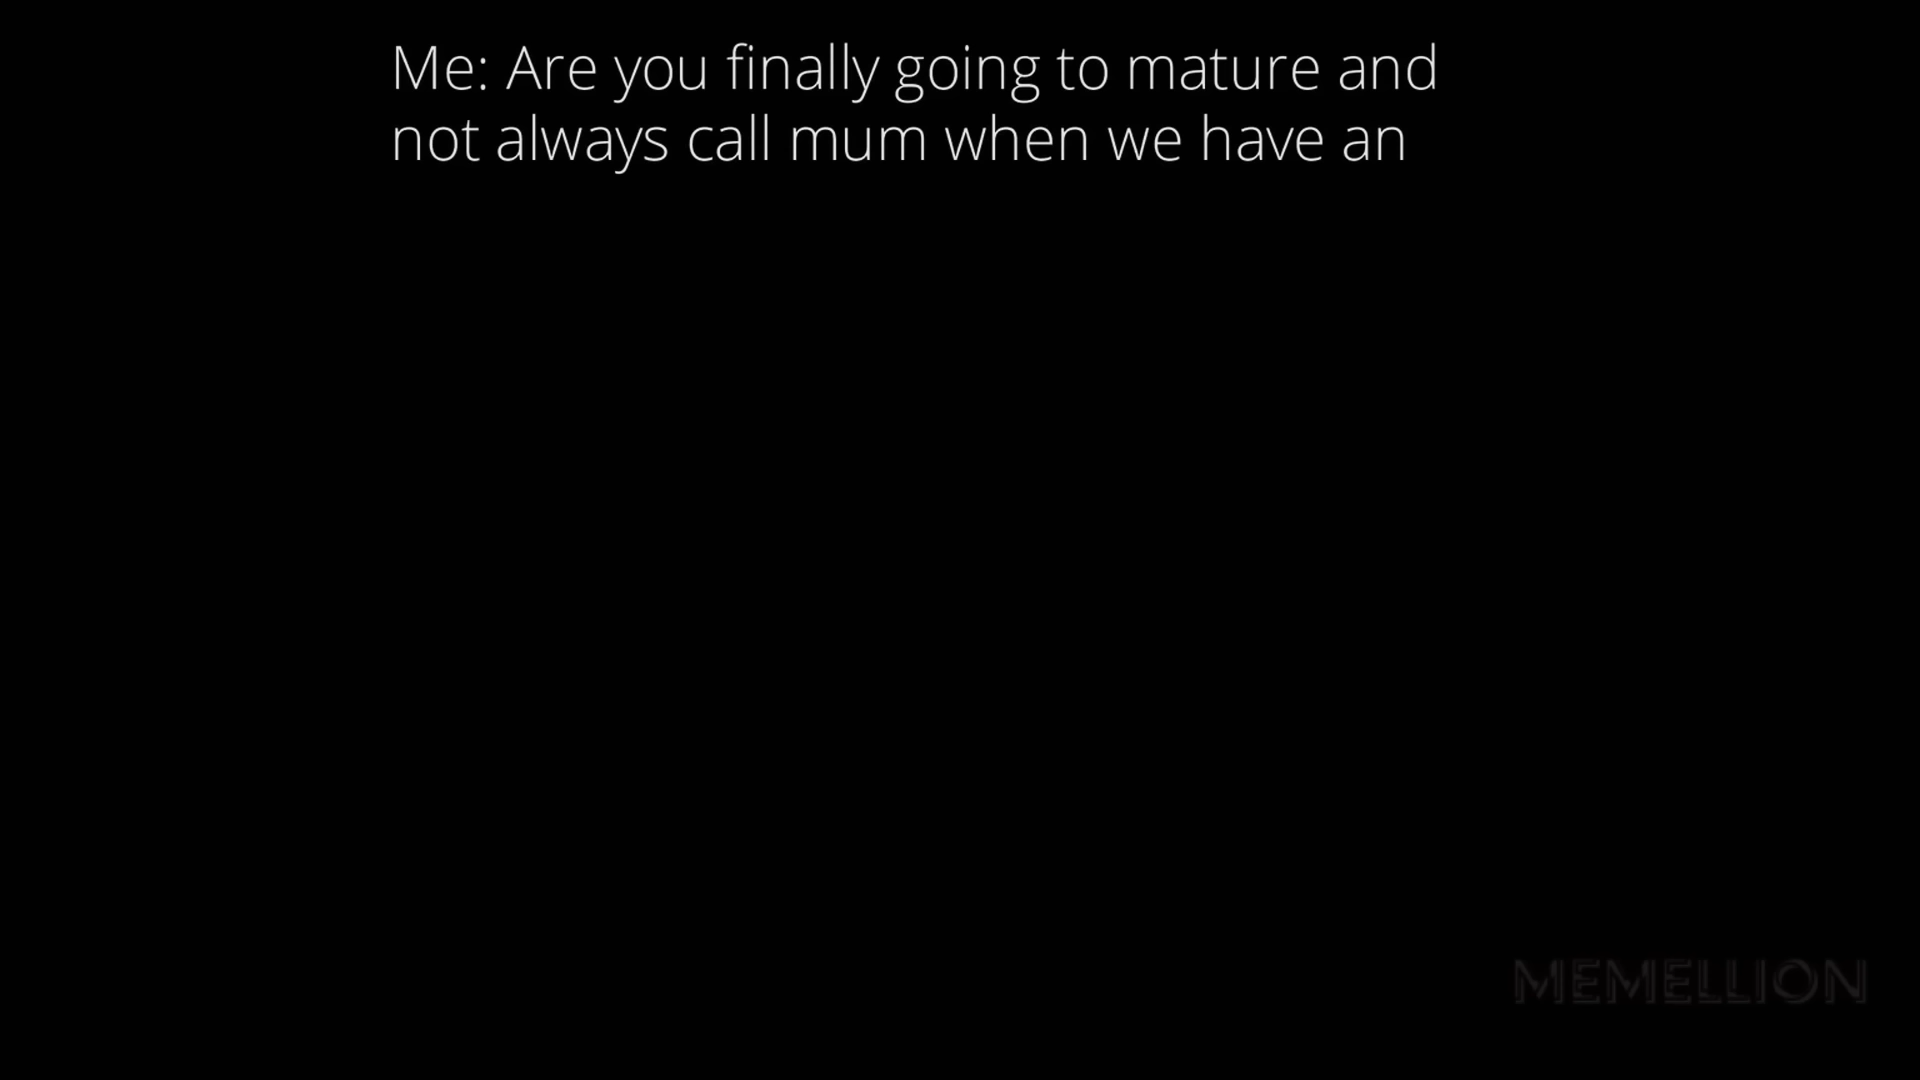 Me: Are you finally going to mature and
not always call mum when we have an
MEMELLION